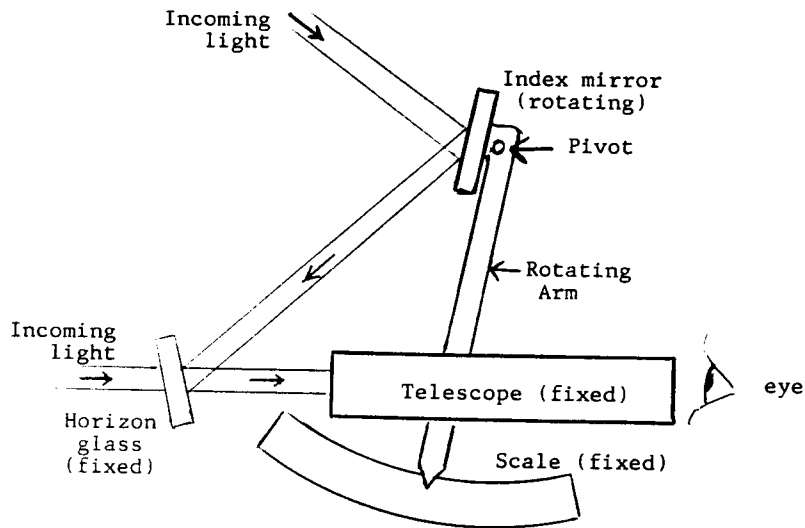 Incoming
light
Index mirror
(rotating)
Pivot
Rotating
Arm
Incoming
light
Telescope (fixed)
eye
Horizon
glass
(fixed)
Scale (fixed)